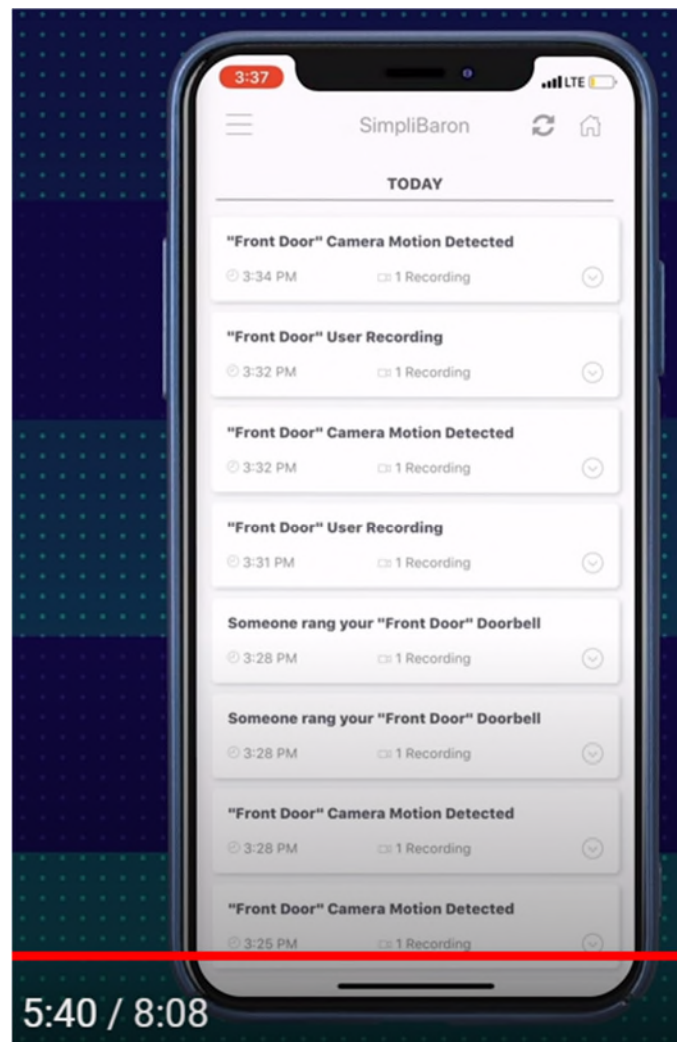 3:37 LTE
SimpliBaron
TODAY
"Front Door" Camera Motion Detected
3:34 PM 1 Recording
"Front Door" User Recording
3:32 PM 1 Recording
"Front Door" Camera Motion Detected
3:32 PM 1 Recording
"Front Door" User Recording
3:31 PM 1 Recording
Someone rang your "Front Door" Doorbell
3:28 PM 1 Recording
Someone rang your "Front Door" Doorbell
3:28 PM 1 Recording
"Front Door" Camera Motion Detected
3:28 PM 1 Recording
"Front Door" Camera Motion Detected
3:25 PM 1 Recording
5:40 / 8:08